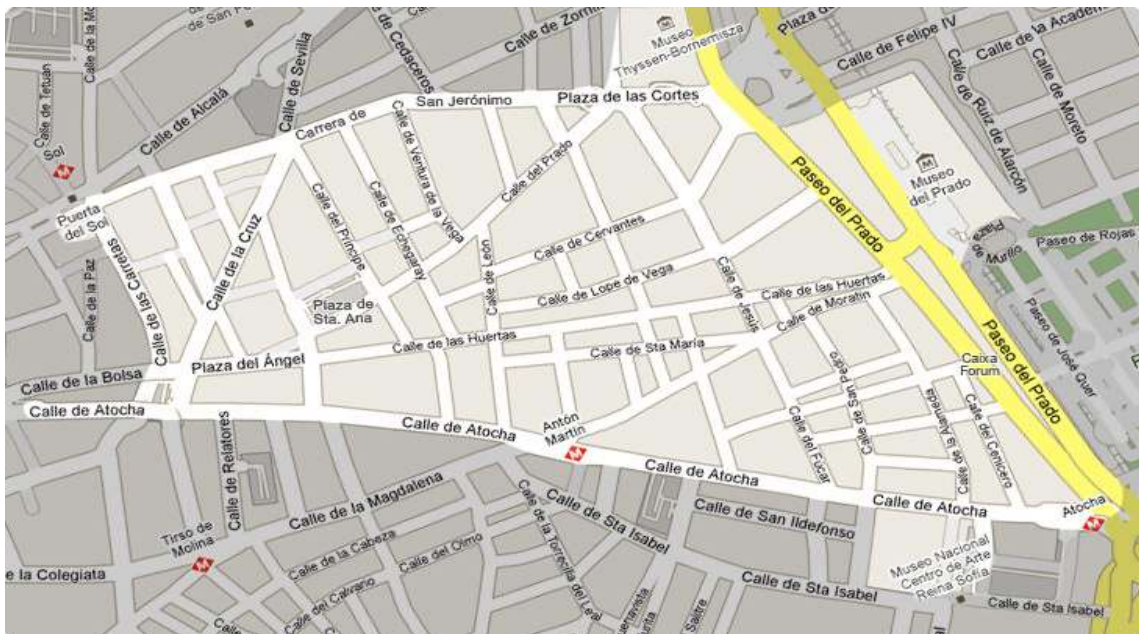 Calle de Tetuan
Calle de Alcalá
Calle de Sevilla
de Cedaceros
Calle de Zorrilla
Museo
Thyssen-Bornemisza
Calle de Felipe IV
Calle de Ruiz de Alarcón
Calle de Moreto
Sol
Puerta
del Sol
Carrera de
San Jerónimo
Plaza de las Cortes
Paseo del Prado
Museo
del Prado
Plaza
de Murillo
Paseo de Rojas
Calle de la Paz
Calle de las Carretas
Calle de la Cruz
Calle del Príncipe
Calle de Echegaray
Calle de Ventura de la Vega
Calle del Prado
Calle de León
Calle de Cervantes
Calle de Lope de Vega
Calle de Jesús
Calle de las Huertas
Calle de Moratín
Plaza de
Sta. Ana
Calle de las Huertas
Calle de Sta María
Plaza del Ángel
Calle de la Bolsa
Calle de Atocha
Calle de Atocha
Antón
Martín
Calle de San Pedro
Calle de la Alameda
Caixa
Forum
Paseo del Prado
Paseo de José Quer
Calle del Cenicero
Calle del Fúcar
Calle de Atocha
Calle de Atocha
Atocha
Calle de Relatores
Calle de la Magdalena
Tirso de
Molina
Calle de la Cabeza
Calle del Olmo
Calle del Calvario
Calle de la Torrecilla del Leal
Calle de Sta Isabel
Calle de San Ildefonso
Museo Nacional
Centro de Arte
Reina Sofía
Calle de Sta Isabel
Calle de Sta Isabel
e la Colegiata
Salitre